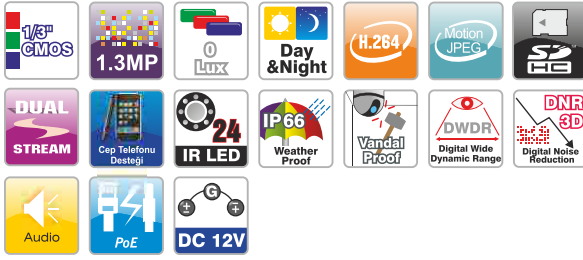 1/3"
CMOS
1.3MP
0
Lux
Day
&Night
H.264
Motion
JPEG
SD
HC
DUAL
STREAM
Cep Telefonu
Desteği
24
IR LED
IP66
Weather
Proof
Vandal
Proof
DWDR
Digital Wide
Dynamic Range
DNR
3D
Digital Noise
Reduction
Audio
PoE
G
± ∓
DC 12V